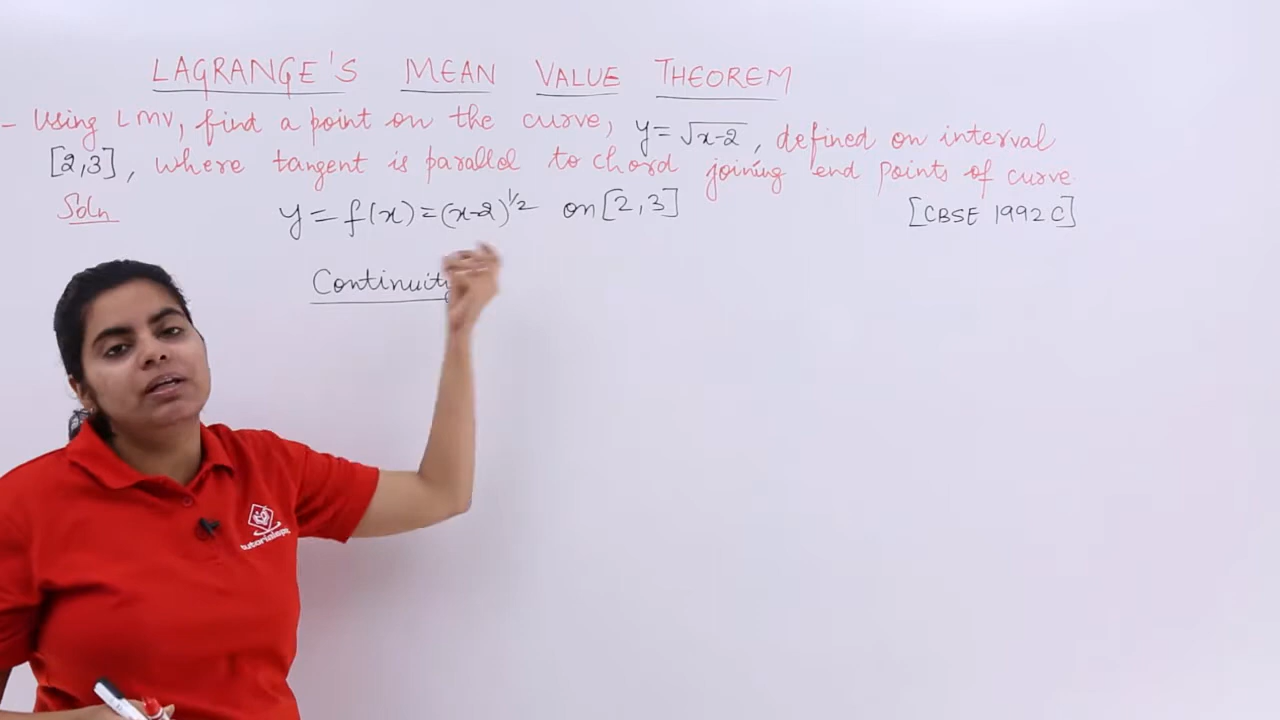 LAGRANGE'S MEAN VALUE THEOREM
- Using LMV, find a point on the curve, y = √x-2, defined on interval
[2,3], where tangent is parallel to chord joining end points of curve.
Soln y = f(x) = (x-2)^1/2 on [2,3] [CBSE 1992 C]
Continuity